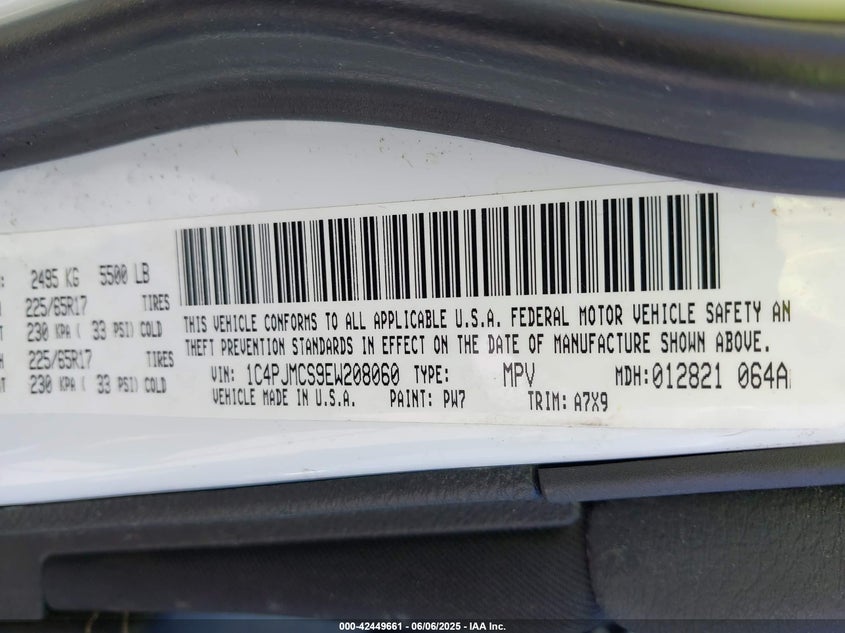 2495 KG 5500 LB
225/65R17 TIRES
230 KPA ( 33 PSI) COLD
225/65R17 TIRES
230 KPA ( 33 PSI) COLD
THIS VEHICLE CONFORMS TO ALL APPLICABLE U.S.A. FEDERAL MOTOR VEHICLE SAFETY AN
THEFT PREVENTION STANDARDS IN EFFECT ON THE DATE OF MANUFACTURE SHOWN ABOVE.
VIN: 1C4PJMCS9EW208060 TYPE: MPV MDH:012821 064A
VEHICLE MADE IN U.S.A. PAINT: PW7 TRIM: A7X9
000-42449661 | 06/06/2025 - IAA Inc.